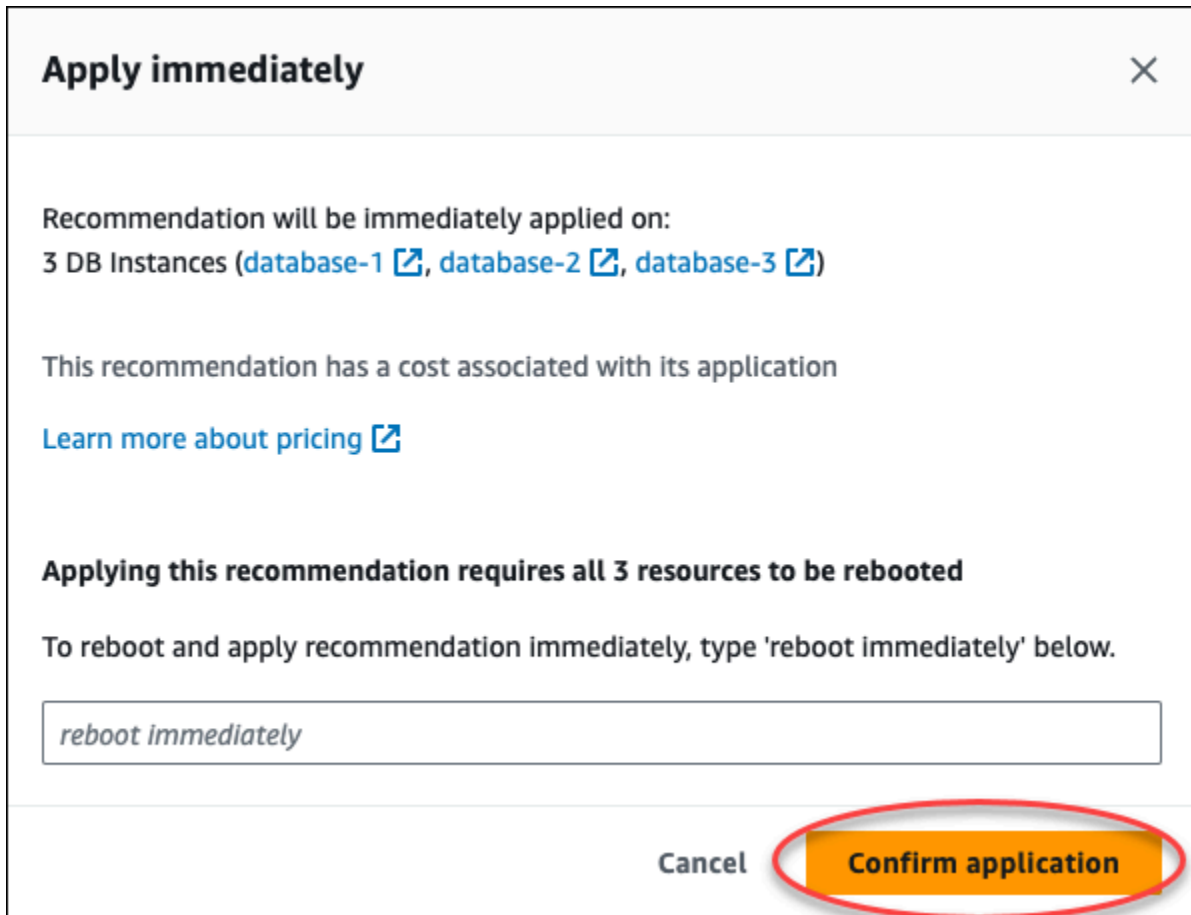 Apply immediately
Recommendation will be immediately applied on:
3 DB Instances (database-1, database-2, database-3)
This recommendation has a cost associated with its application
Learn more about pricing
Applying this recommendation requires all 3 resources to be rebooted
To reboot and apply recommendation immediately, type 'reboot immediately' below.
reboot immediately
Cancel Confirm application